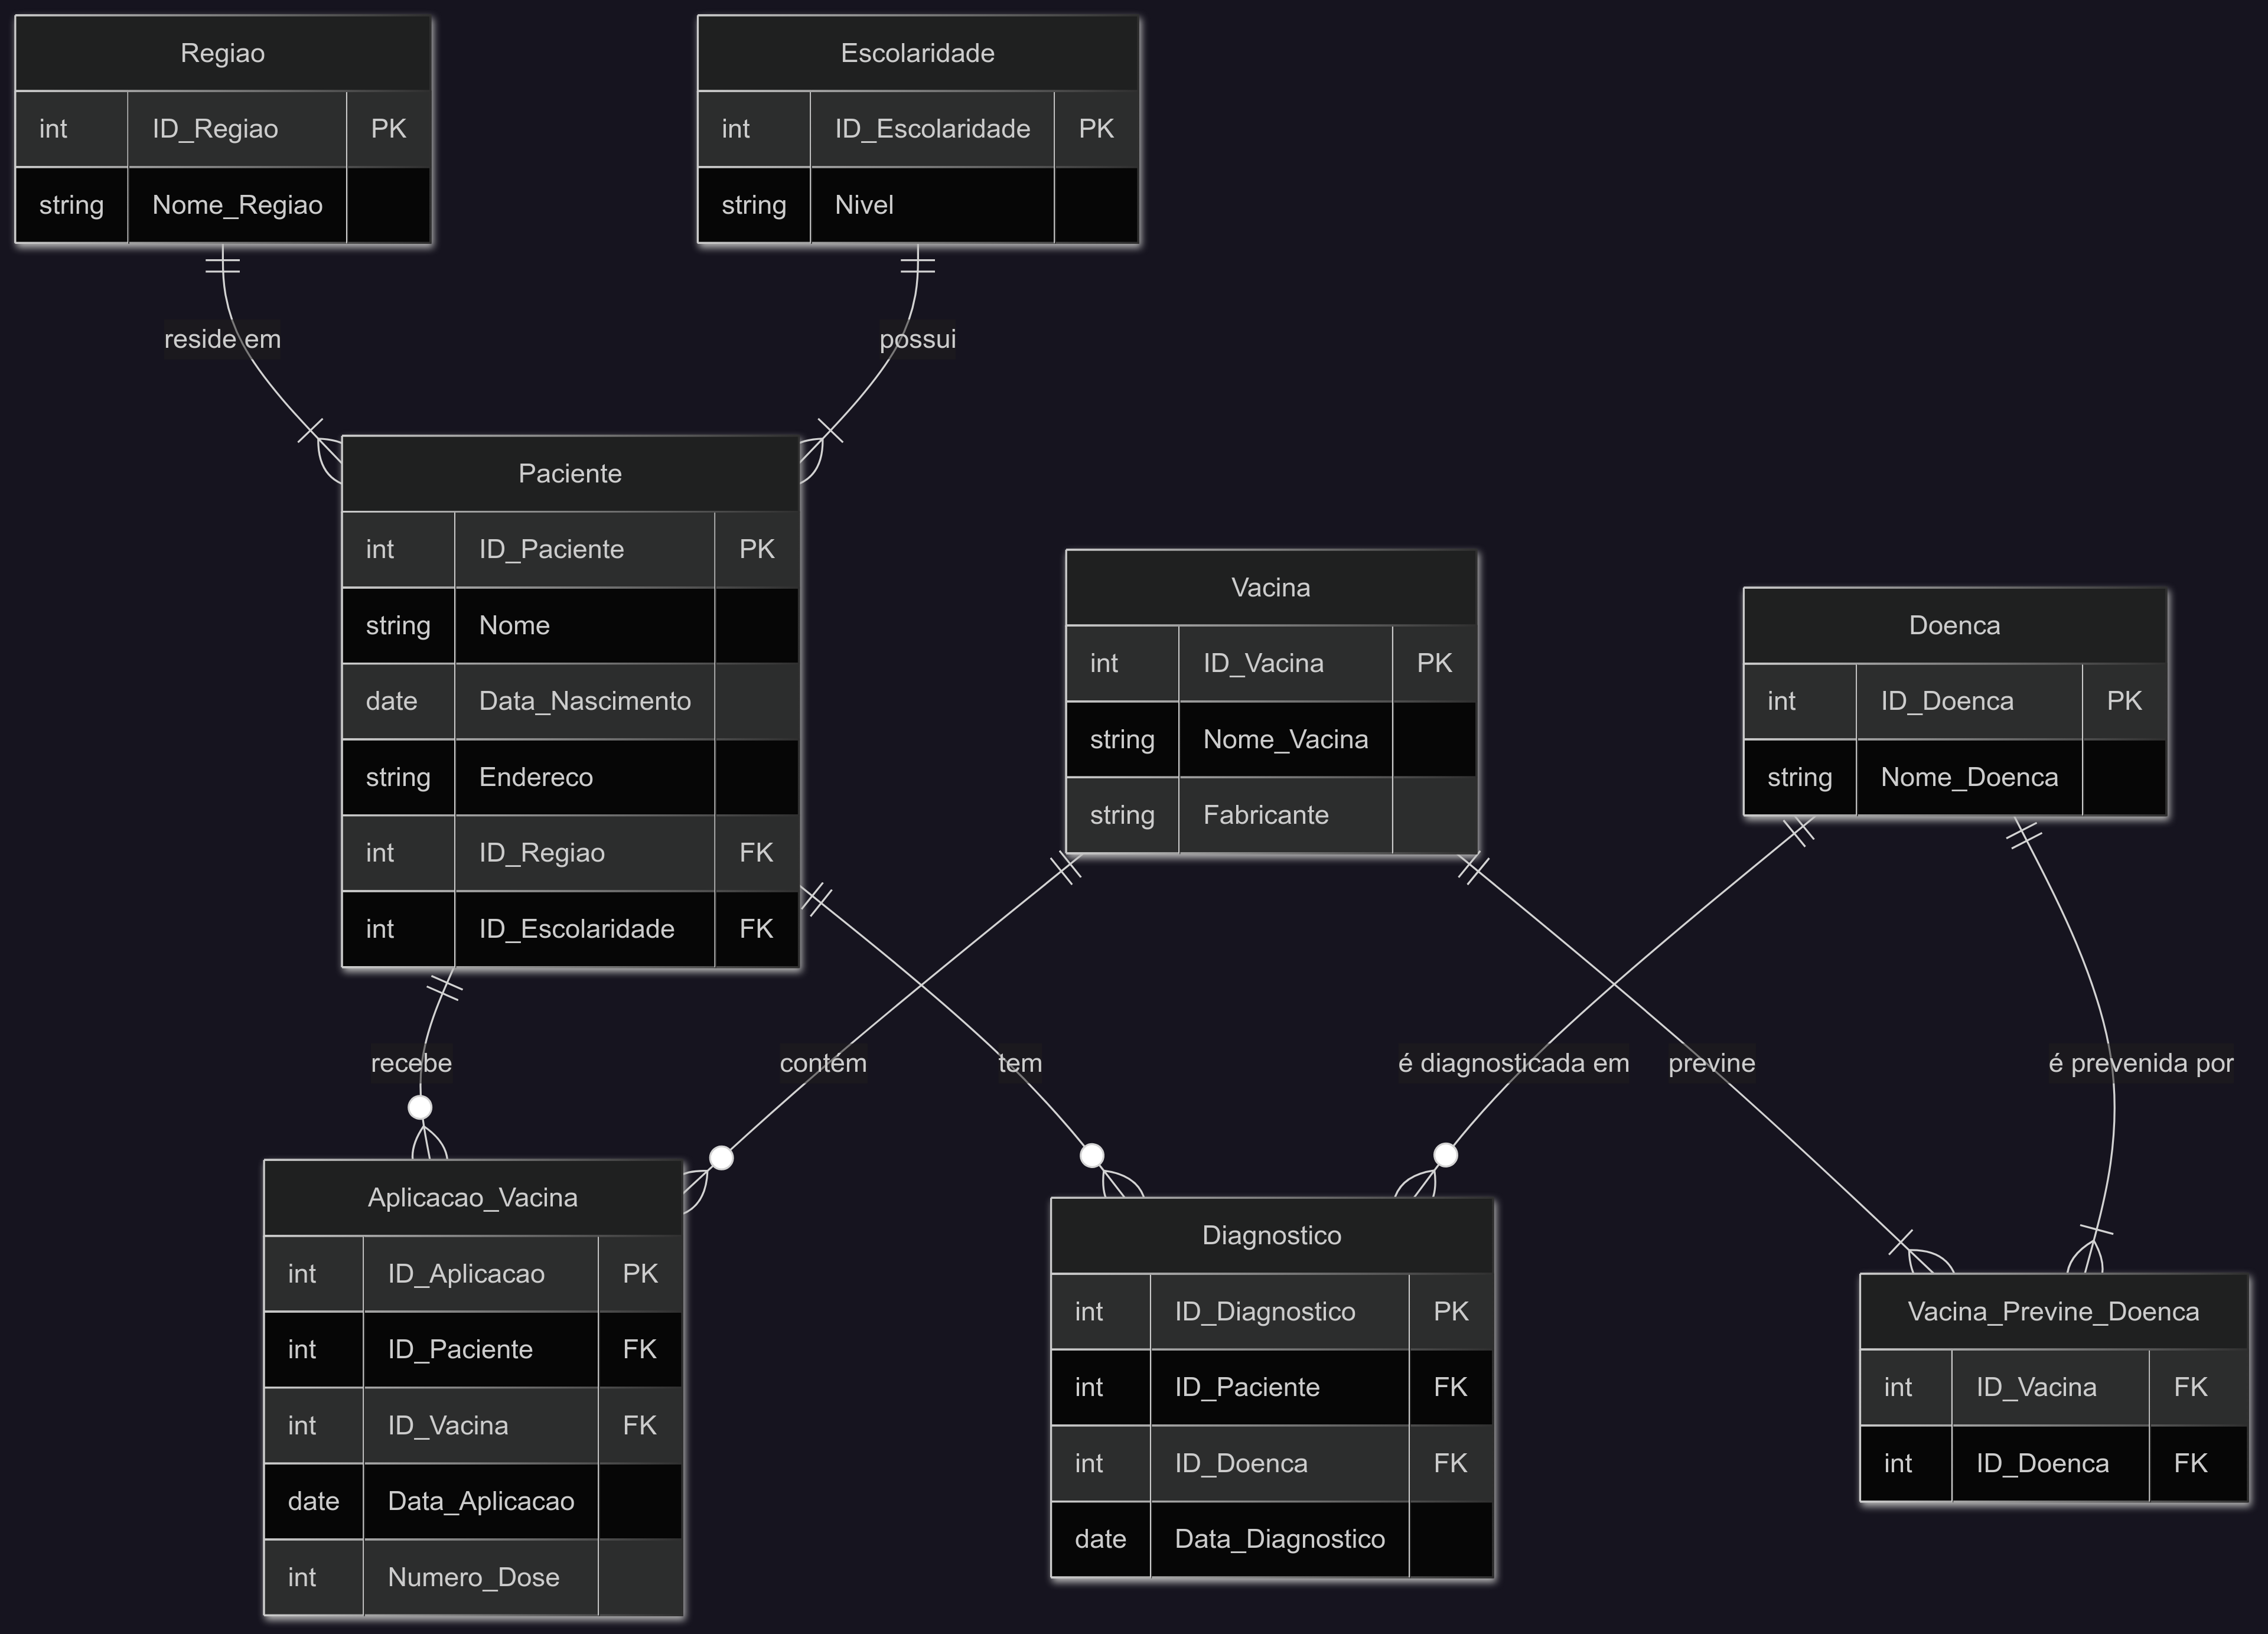 Regiao
int ID_Regiao PK
string Nome_Regiao
Escolaridade
int ID_Escolaridade PK
string Nivel
reside em
possui
Paciente
int ID_Paciente PK
string Nome
date Data_Nascimento
string Endereco
int ID_Regiao FK
int ID_Escolaridade FK
Vacina
int ID_Vacina PK
string Nome_Vacina
string Fabricante
Doenca
int ID_Doenca PK
string Nome_Doenca
recebe
contém
tem
é diagnosticada em
previne
é prevenida por
Aplicacao_Vacina
int ID_Aplicacao PK
int ID_Paciente FK
int ID_Vacina FK
date Data_Aplicacao
int Numero_Dose
Diagnostico
int ID_Diagnostico PK
int ID_Paciente FK
int ID_Doenca FK
date Data_Diagnostico
Vacina_Previne_Doenca
int ID_Vacina FK
int ID_Doenca FK